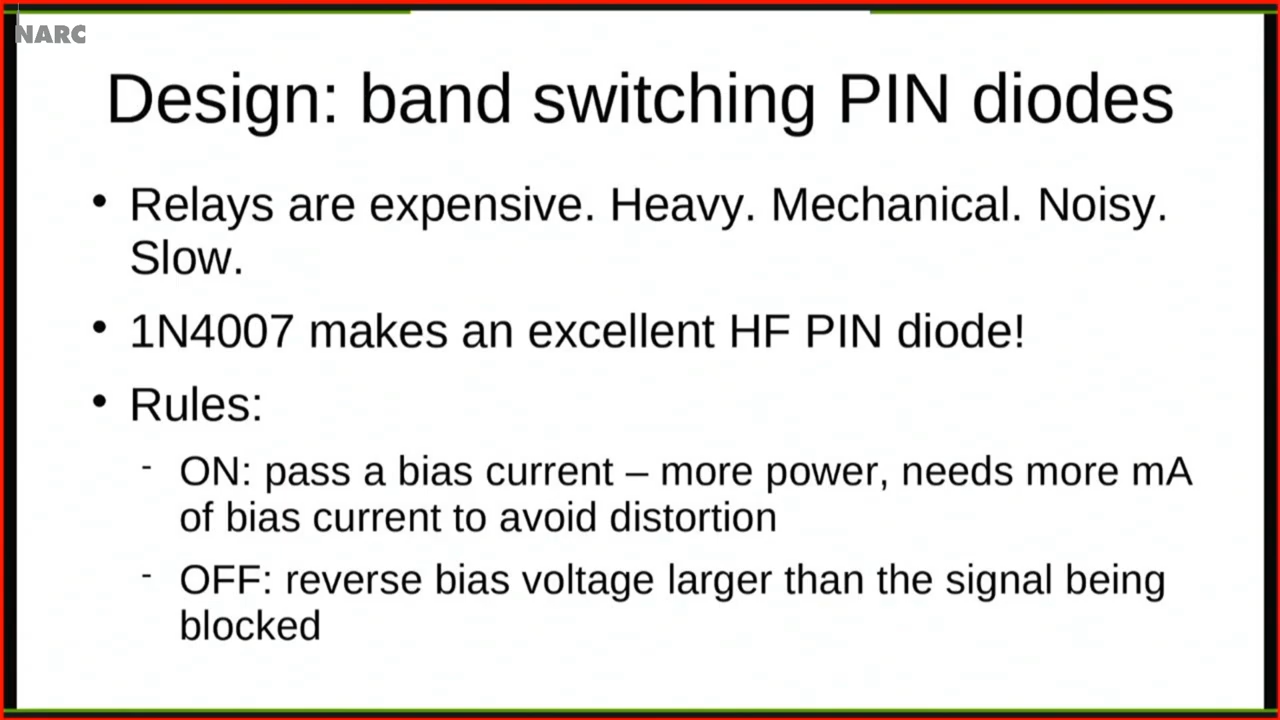 NARC
Design: band switching PIN diodes
• Relays are expensive. Heavy. Mechanical. Noisy.
Slow.
• 1N4007 makes an excellent HF PIN diode!
• Rules:
- ON: pass a bias current – more power, needs more mA
of bias current to avoid distortion
- OFF: reverse bias voltage larger than the signal being
blocked